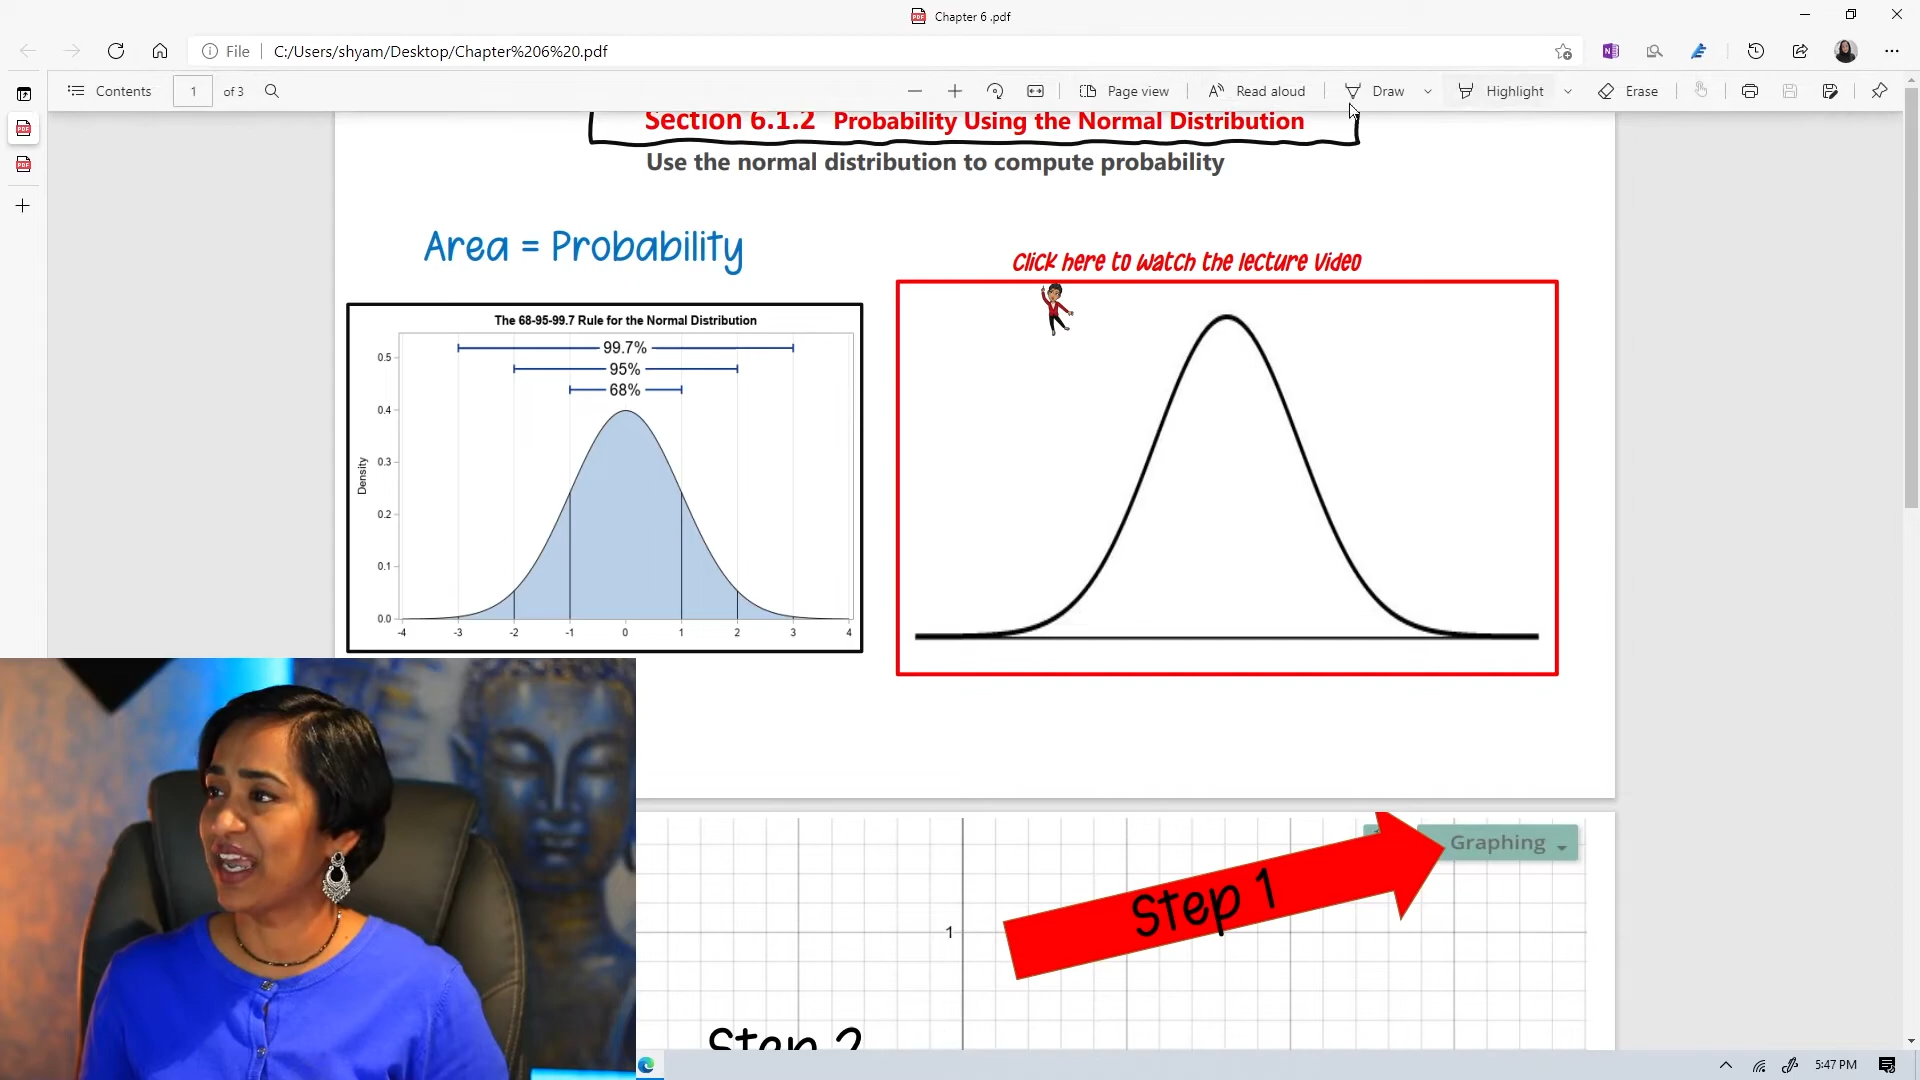 Chapter 6 .pdf
File C:/Users/shyam/Desktop/Chapter%206%20.pdf
Contents 1 of 3 Page view Read aloud Draw Highlight Erase
Section 6.1.2 Probability Using the Normal Distribution
Use the normal distribution to compute probability
Area = Probability
Click here to watch the lecture video
The 68-95-99.7 Rule for the Normal Distribution
99.7%
95%
68%
0.5
0.4
0.3
0.2
0.1
0.0
Density
-4 -3 -2 -1 0 1 2 3 4
Graphing
Step 1
1
Step 2
5:47 PM